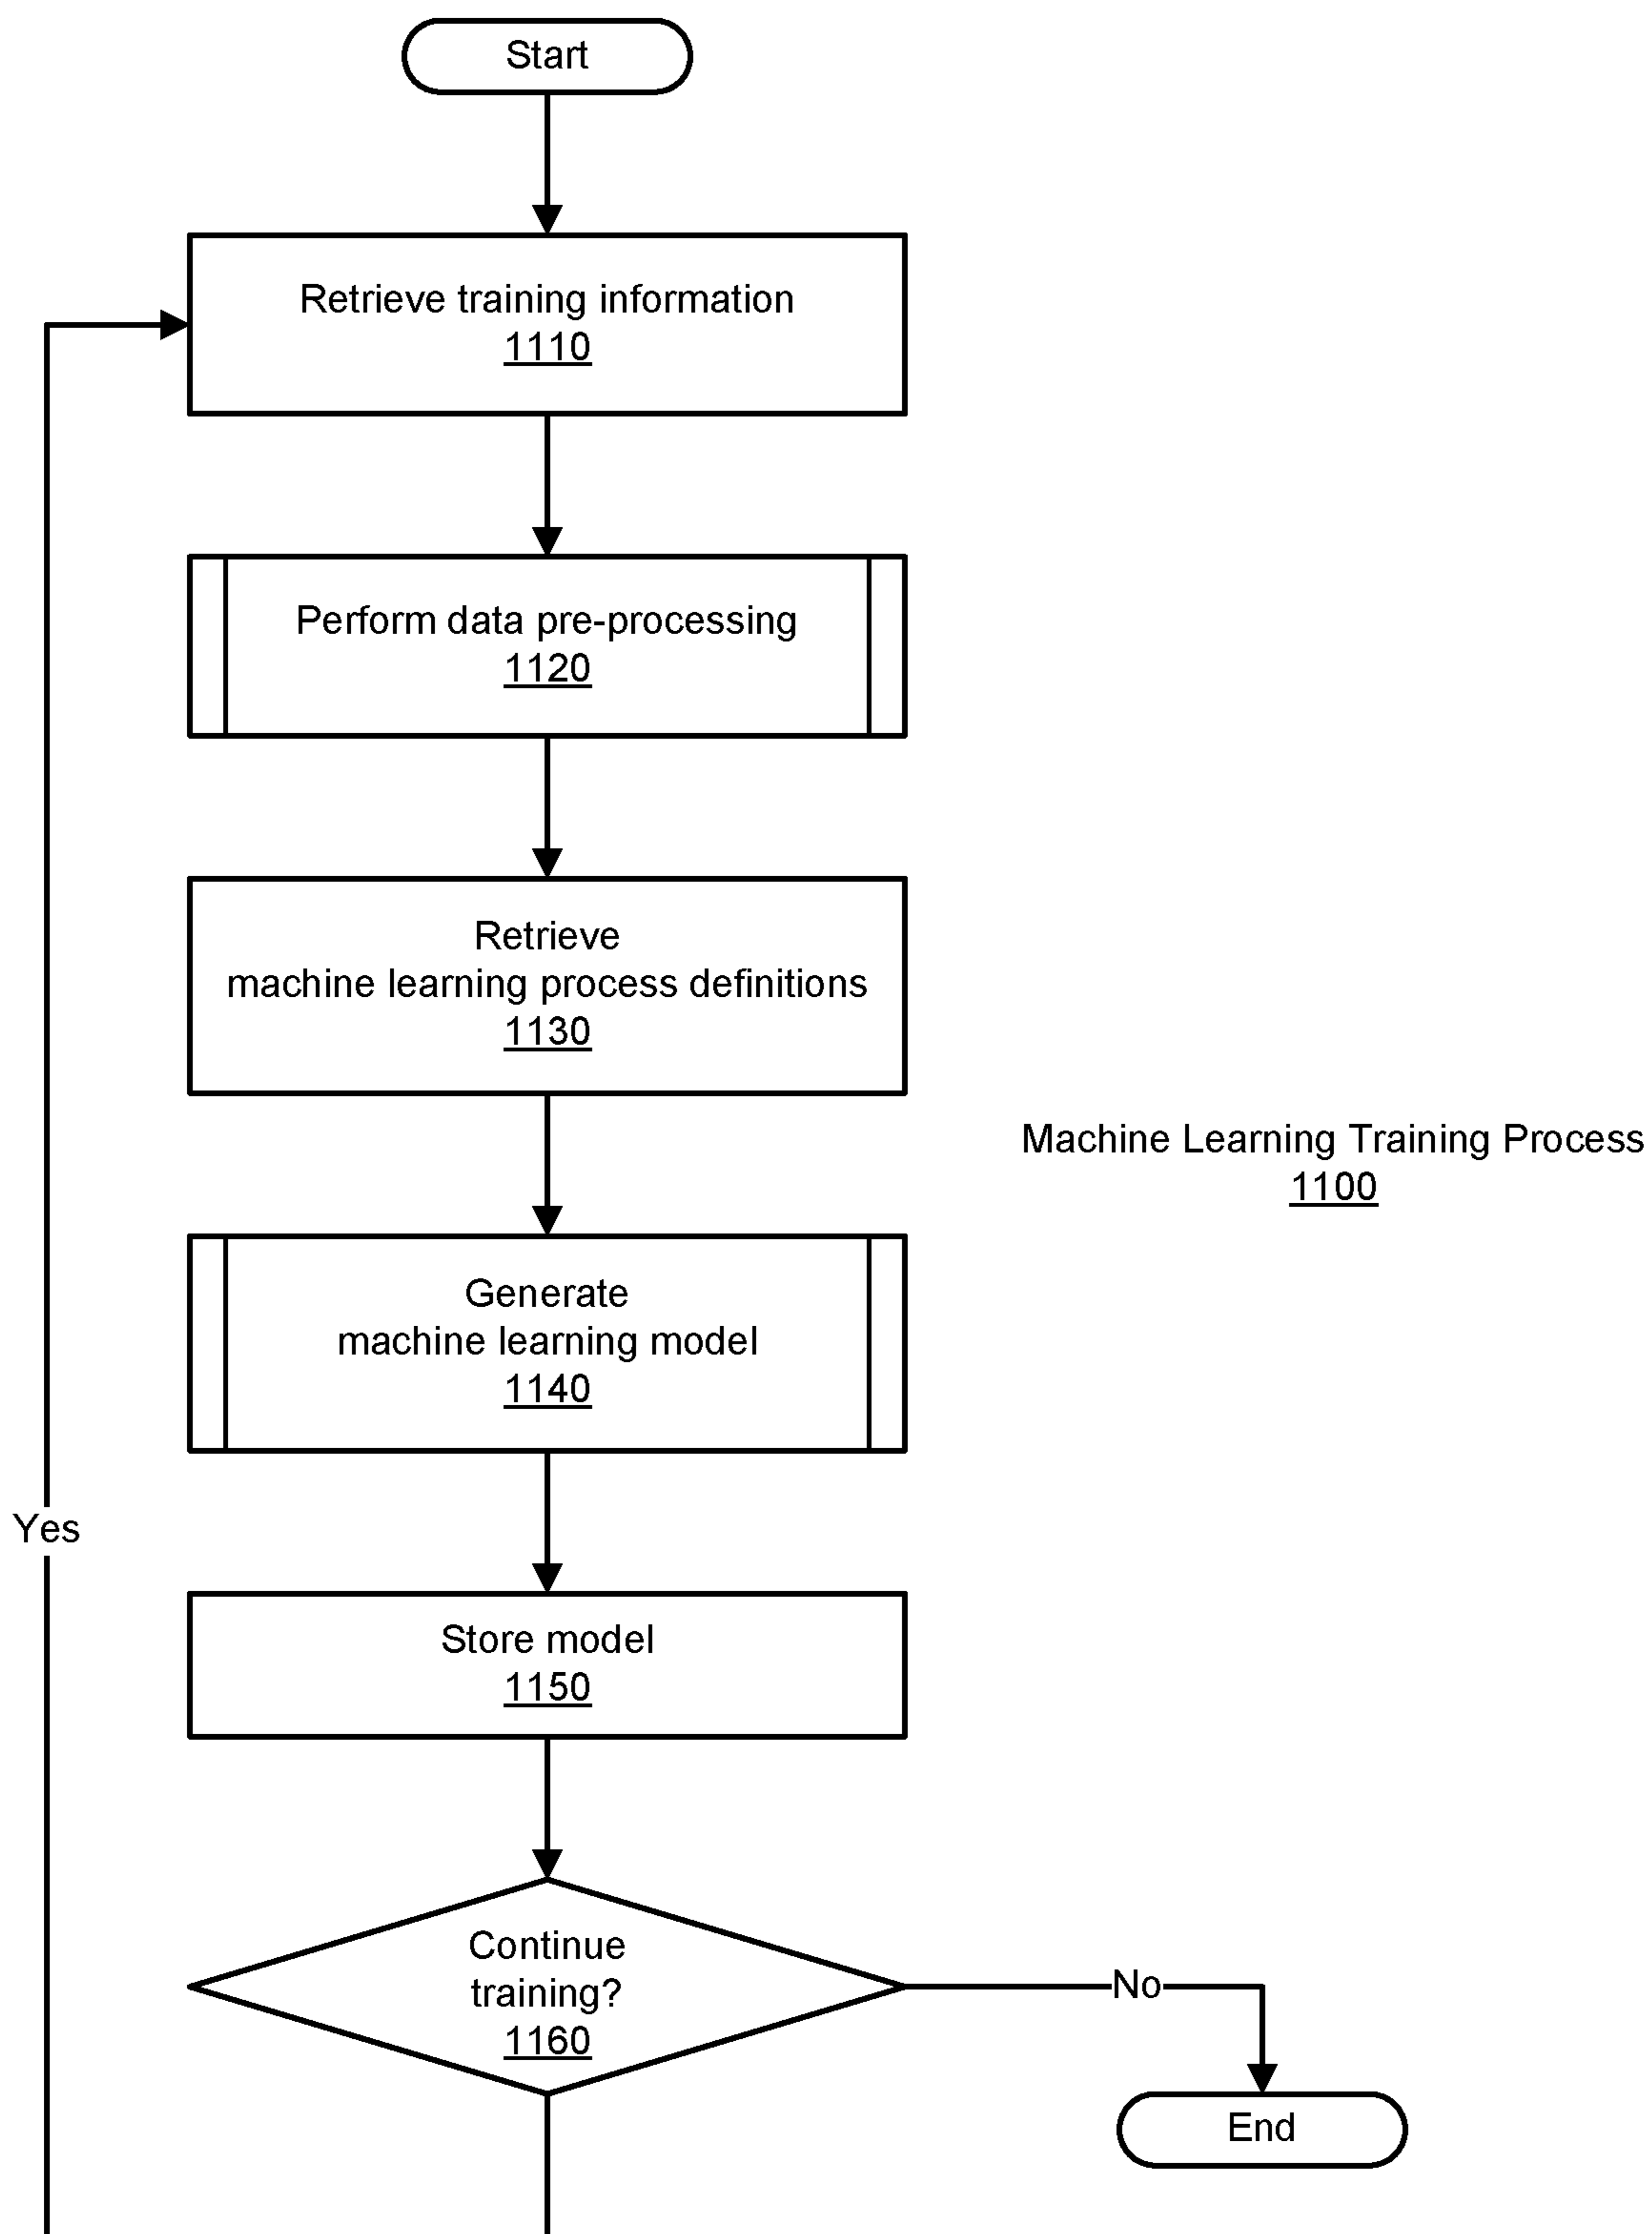 Start
Retrieve training information
1110
Perform data pre-processing
1120
Retrieve
machine learning process definitions
1130
Machine Learning Training Process
1100
Generate
machine learning model
1140
Yes
Store model
1150
Continue
training?
1160
No
End